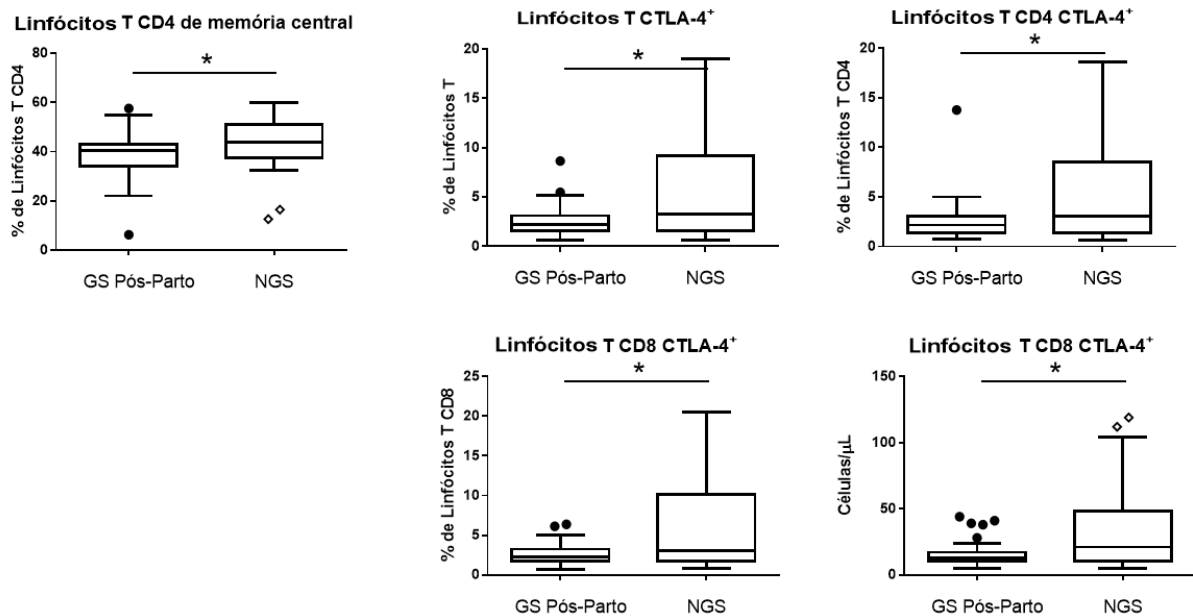 Linfócitos T CD4 de memória central
% de Linfócitos T CD4
80
60
40
20
0
*
GS Pós-Parto
NGS
Linfócitos T CTLA-4⁺
% de Linfócitos T
20
15
10
5
0
*
GS Pós-Parto
NGS
Linfócitos T CD4 CTLA-4⁺
% de Linfócitos T CD4
20
15
10
5
0
*
GS Pós-Parto
NGS
Linfócitos T CD8 CTLA-4⁺
% de Linfócitos T CD8
25
20
15
10
5
0
*
GS Pós-Parto
NGS
Linfócitos T CD8 CTLA-4⁺
Células/μL
150
100
50
0
*
GS Pós-Parto
NGS